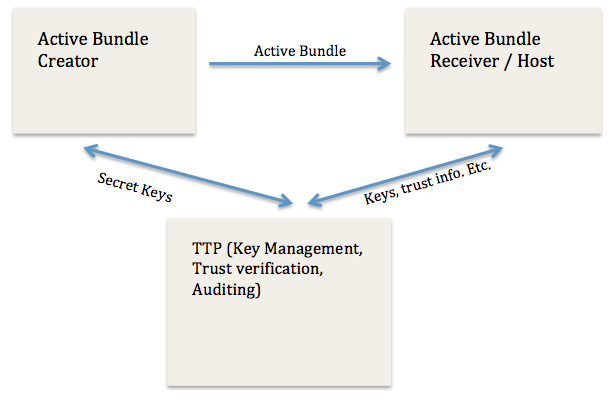 Active Bundle
Creator
Active Bundle
Active Bundle
Receiver / Host
Secret Keys
Keys, trust info. Etc.
TTP (Key Management,
Trust verification,
Auditing)